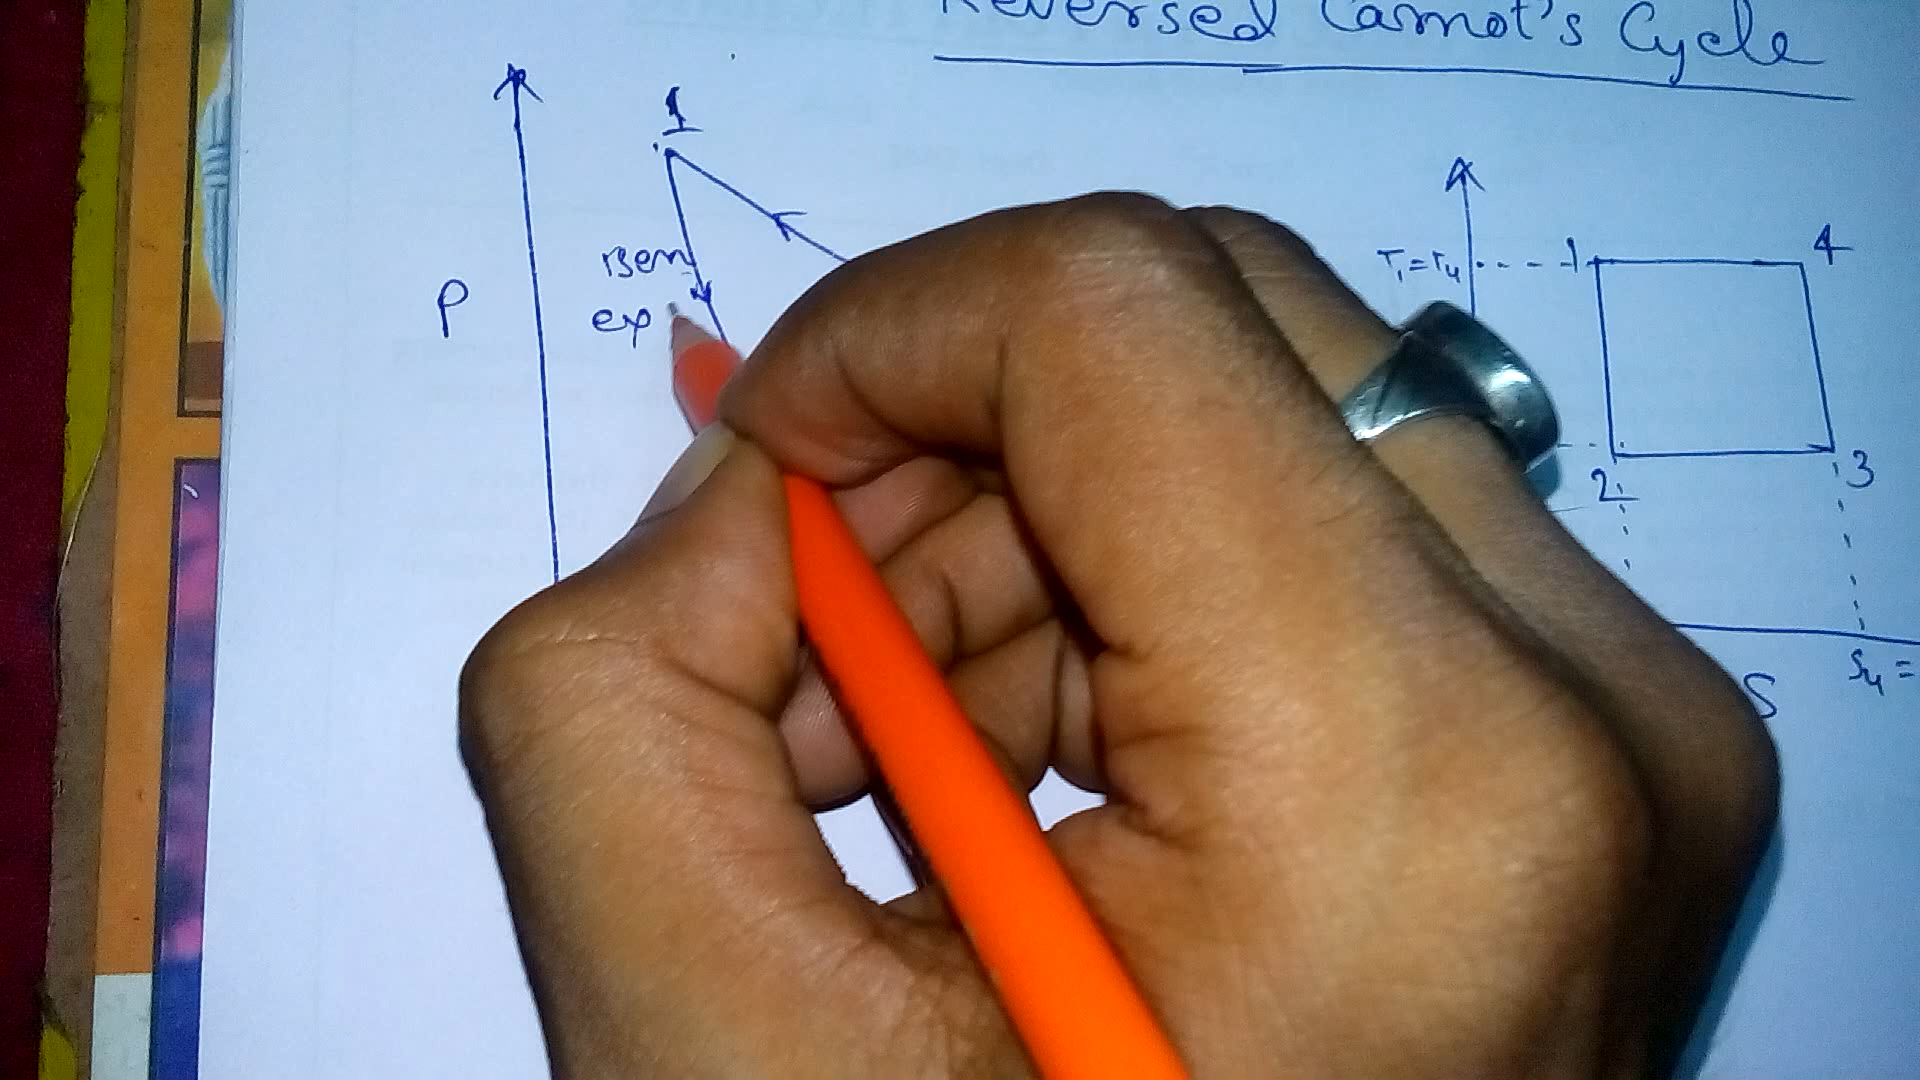 Reversed Carnot's Cycle
1
isen
exp
P
T₁=T₄
1
4
2
3
S
S₄=